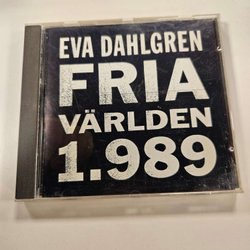 EVA DAHLGREN
FRIA
VÄRLDEN
1.989